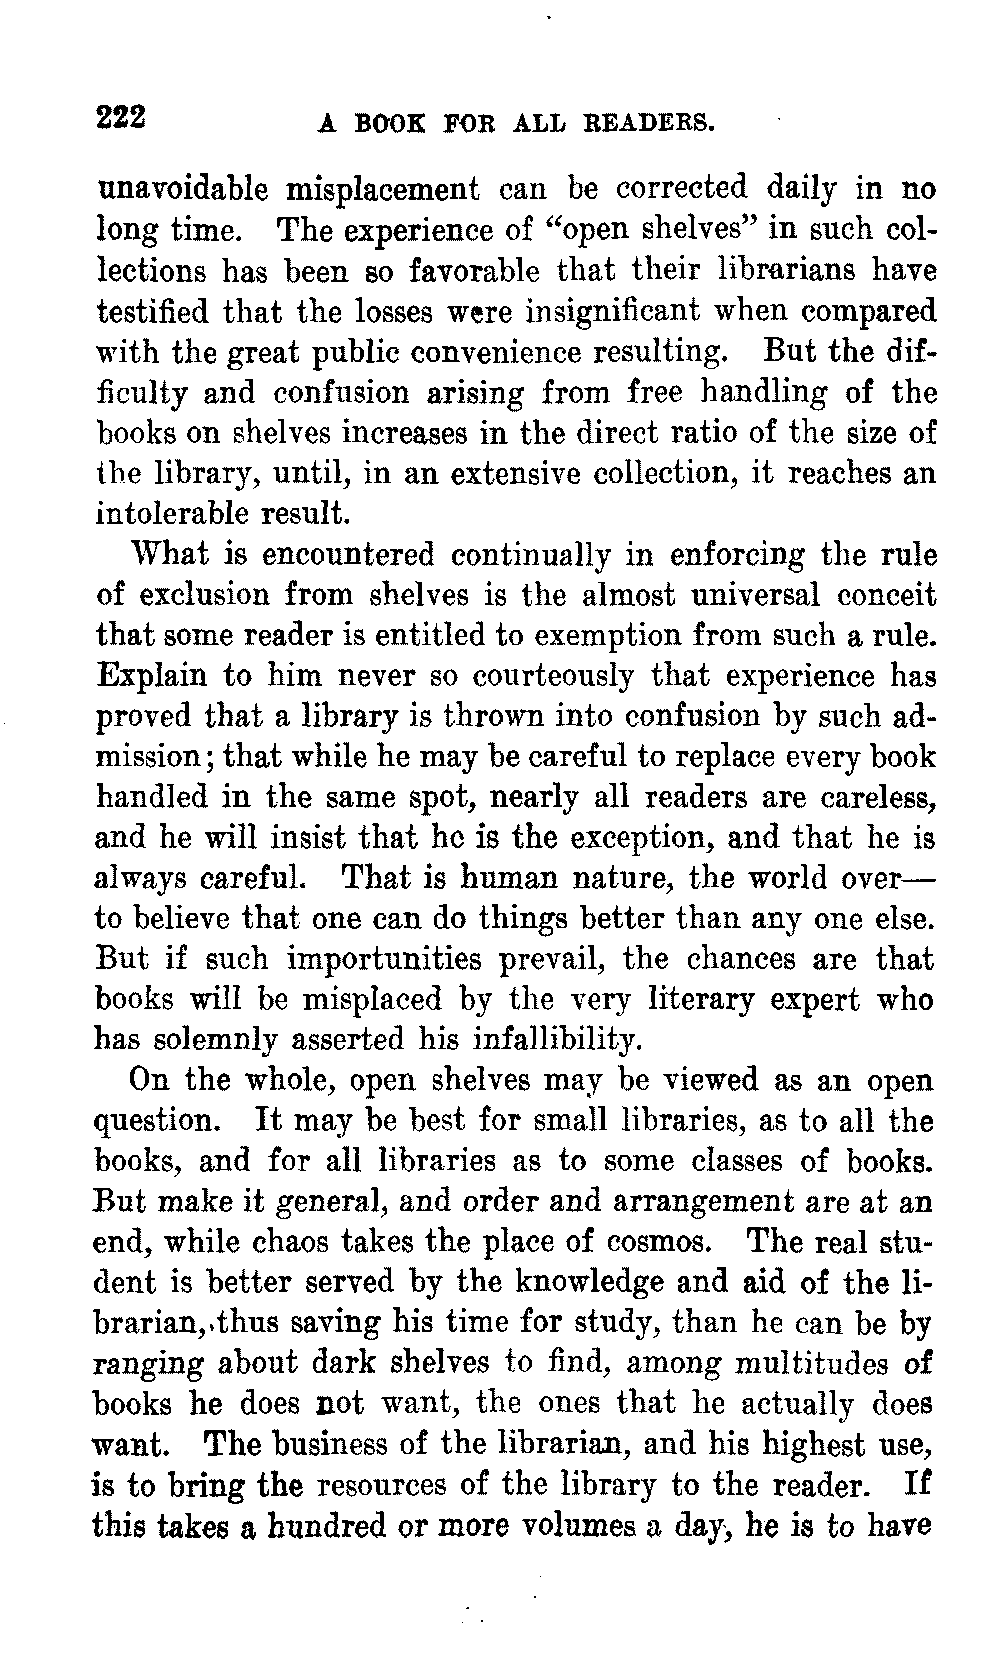 222 A BOOK FOR ALL READERS.
unavoidable misplacement can be corrected daily in no
long time. The experience of “open shelves” in such col-
lections has been so favorable that their librarians have
testified that the losses were insignificant when compared
with the great public convenience resulting. But the dif-
ficulty and confusion arising from free handling of the
books on shelves increases in the direct ratio of the size of
the library, until, in an extensive collection, it reaches an
intolerable result.
What is encountered continually in enforcing the rule
of exclusion from shelves is the almost universal conceit
that some reader is entitled to exemption from such a rule.
Explain to him never so courteously that experience has
proved that a library is thrown into confusion by such ad-
mission; that while he may be careful to replace every book
handled in the same spot, nearly all readers are careless,
and he will insist that he is the exception, and that he is
always careful. That is human nature, the world over—
to believe that one can do things better than any one else.
But if such importunities prevail, the chances are that
books will be misplaced by the very literary expert who
has solemnly asserted his infallibility.
On the whole, open shelves may be viewed as an open
question. It may be best for small libraries, as to all the
books, and for all libraries as to some classes of books.
But make it general, and order and arrangement are at an
end, while chaos takes the place of cosmos. The real stu-
dent is better served by the knowledge and aid of the li-
brarian, thus saving his time for study, than he can be by
ranging about dark shelves to find, among multitudes of
books he does not want, the ones that he actually does
want. The business of the librarian, and his highest use,
is to bring the resources of the library to the reader. If
this takes a hundred or more volumes a day, he is to have